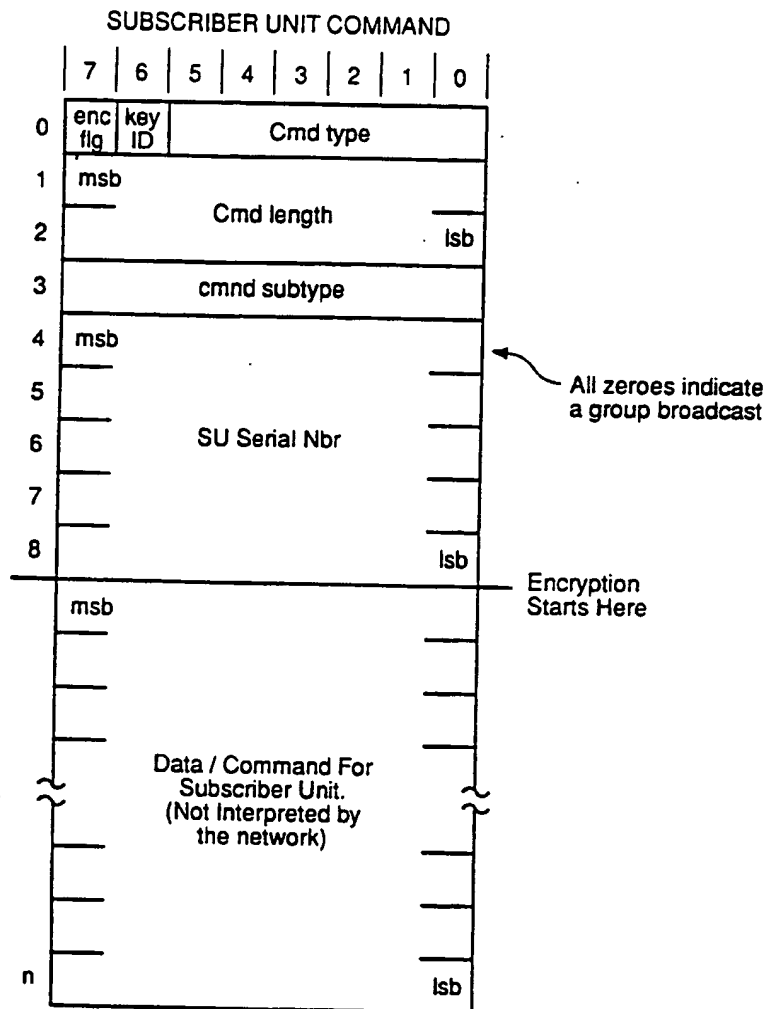 SUBSCRIBER UNIT COMMAND
7 6 5 4 3 2 1 0
0 enc flg key ID Cmd type
1 msb
Cmd length
2 lsb
3 cmnd subtype
4 msb
All zeroes indicate
a group broadcast
5
6 SU Serial Nbr
7
8 lsb
Encryption
Starts Here
msb
Data / Command For
Subscriber Unit.
(Not Interpreted by
the network)
n lsb